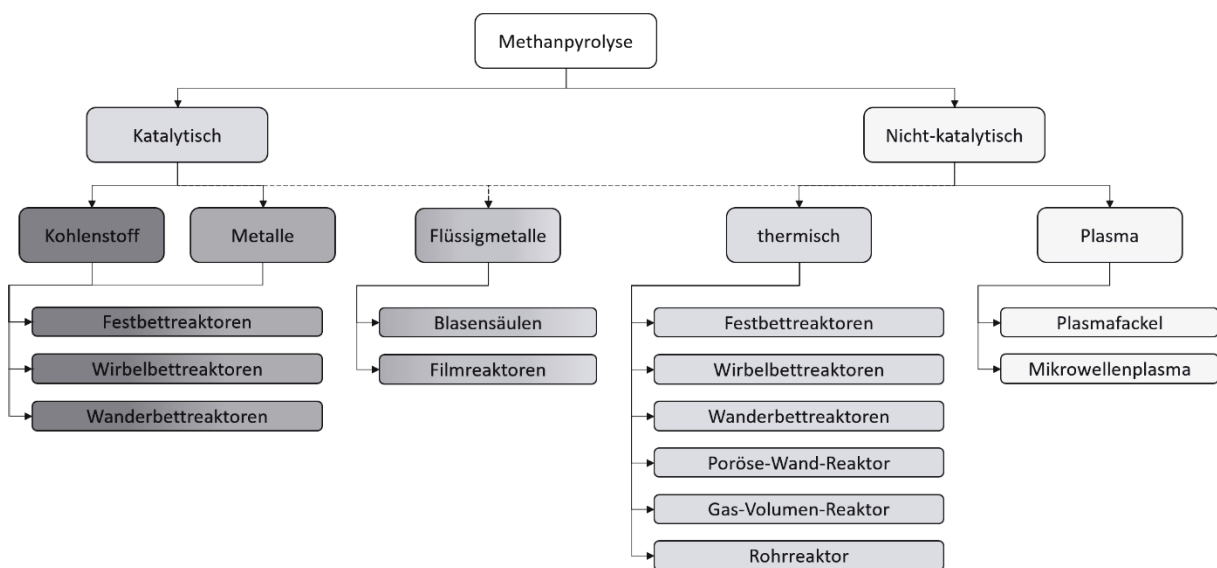 Methanpyrolyse
Katalytisch
Nicht-katalytisch
Kohlenstoff
Metalle
Flüssigmetalle
thermisch
Plasma
Festbettreaktoren
Wirbelbettreaktoren
Wanderbettreaktoren
Blasensäulen
Filmreaktoren
Festbettreaktoren
Wirbelbettreaktoren
Wanderbettreaktoren
Poröse-Wand-Reaktor
Gas-Volumen-Reaktor
Rohrreaktor
Plasmafackel
Mikrowellenplasma